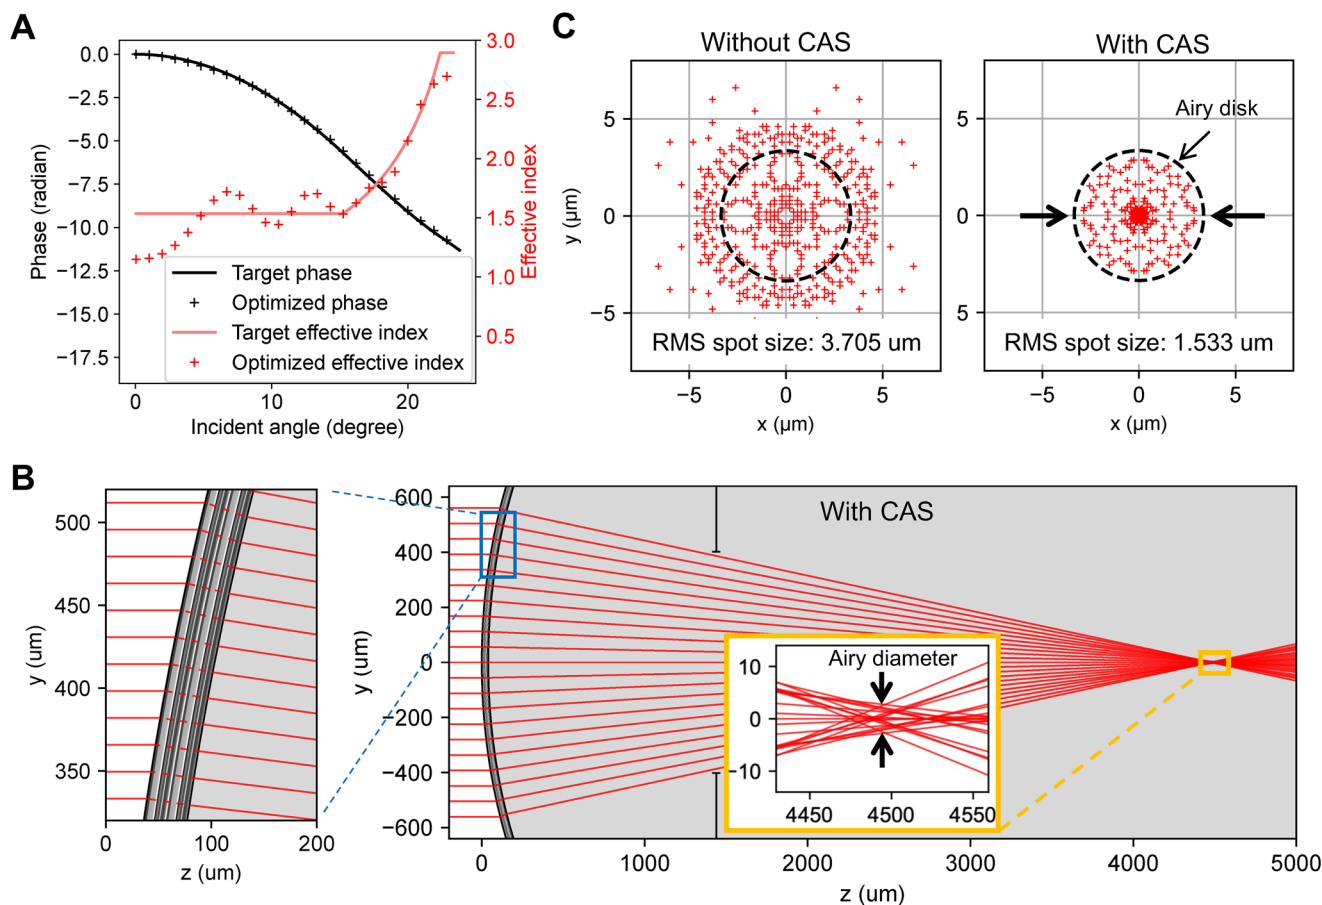 A
0.0
−2.5
−5.0
−7.5
−10.0
−12.5
−15.0
−17.5
Phase (radian)
3.0
2.5
2.0
1.5
1.0
0.5
Effective index
Target phase
Optimized phase
Target effective index
Optimized effective index
0 10 20
Incident angle (degree)
C
Without CAS
5
0
−5
y (µm)
RMS spot size: 3.705 um
−5 0 5
x (µm)
With CAS
Airy disk
5
0
5
RMS spot size: 1.533 um
−5 0 5
x (µm)
B
500
450
400
350
y (um)
0 100 200
z (um)
With CAS
600
400
200
0
−200
−400
−600
y (um)
Airy diameter
10
0
−10
4450 4500 4550
0 1000 2000 3000 4000 5000
z (um)